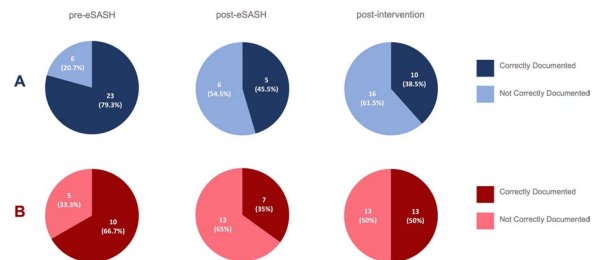 pre-eSASH
post-eSASH
post-intervention
A
6
(20.7%)
23
(79.3%)
6
(54.5%)
5
(45.5%)
10
(38.5%)
16
(61.5%)
Correctly Documented
Not Correctly Documented
B
5
(33.3%)
10
(66.7%)
7
(35%)
13
(65%)
13
(50%)
13
(50%)
Correctly Documented
Not Correctly Documented